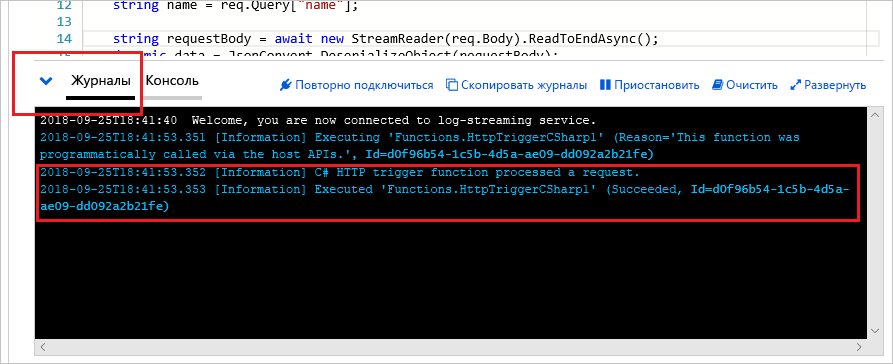 12 string name = req.Query["name"];
13
14 string requestBody = await new StreamReader(req.Body).ReadToEndAsync();
15 dynamic data = JsonConvert.DeserializeObject(requestBody);
Журналы Консоль Повторно подключиться Скопировать журналы Приостановить Очистить Развернуть
2018-09-25T18:41:40 Welcome, you are now connected to log-streaming service.
2018-09-25T18:41:53.351 [Information] Executing 'Functions.HttpTriggerCSharp1' (Reason='This function was
programmatically called via the host APIs.', Id=d0f96b54-1c5b-4d5a-ae09-dd092a2b21fe)
2018-09-25T18:41:53.352 [Information] C# HTTP trigger function processed a request.
2018-09-25T18:41:53.353 [Information] Executed 'Functions.HttpTriggerCSharp1' (Succeeded, Id=d0f96b54-1c5b-4d5a-
ae09-dd092a2b21fe)